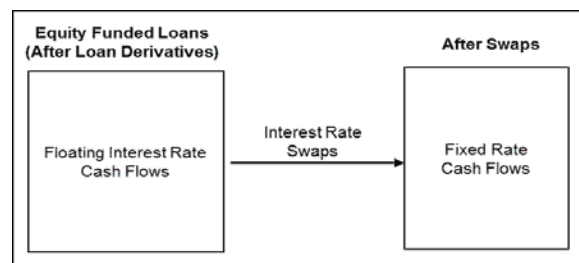 Equity Funded Loans
(After Loan Derivatives)
After Swaps
Floating Interest Rate
Cash Flows
Interest Rate
Swaps
Fixed Rate
Cash Flows